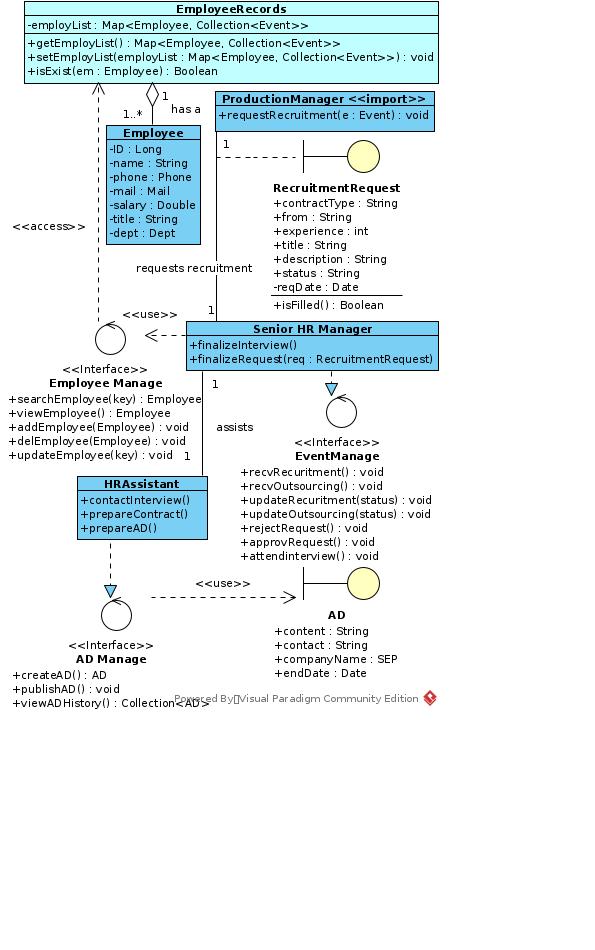 EmployeeRecords
-employList : Map<Employee, Collection<Event>>
+getEmployList() : Map<Employee, Collection<Event>>
+setEmployList(employList : Map<Employee, Collection<Event>>) : void
+isExist(em : Employee) : Boolean
1
has a
1..*
Employee
-ID : Long
-name : String
-phone : Phone
-mail : Mail
-salary : Double
-title : String
-dept : Dept
ProductionManager <<import>>
+requestRecruitment(e : Event) : void
1
RecruitmentRequest
+contractType : String
+from : String
+experience : int
+title : String
+description : String
+status : String
-reqDate : Date
+isFilled() : Boolean
<<access>>
requests recruitment
1
<<use>>
Senior HR Manager
+finalizeInterview()
+finalizeRequest(req : RecruitmentRequest)
<<Interface>>
Employee Manage
+searchEmployee(key) : Employee
+viewEmployee() : Employee
+addEmployee(Employee) : void
+delEmployee(Employee) : void
+updateEmployee(key) : void
1
assists
1
<<Interface>>
EventManage
+recvRecuritment() : void
+recvOutsourcing() : void
+updateRecuritment(status) : void
+updateOutsourcing(status) : void
+rejectRequest() : void
+approvRequest() : void
+attendinterview() : void
HRAssistant
+contactInterview()
+prepareContract()
+prepareAD()
<<use>>
AD
+content : String
+contact : String
+companyName : SEP
+endDate : Date
<<Interface>>
AD Manage
+createAD() : AD
+publishAD() : void
+viewADHistory() : Collection<AD>
Powered By Visual Paradigm Community Edition